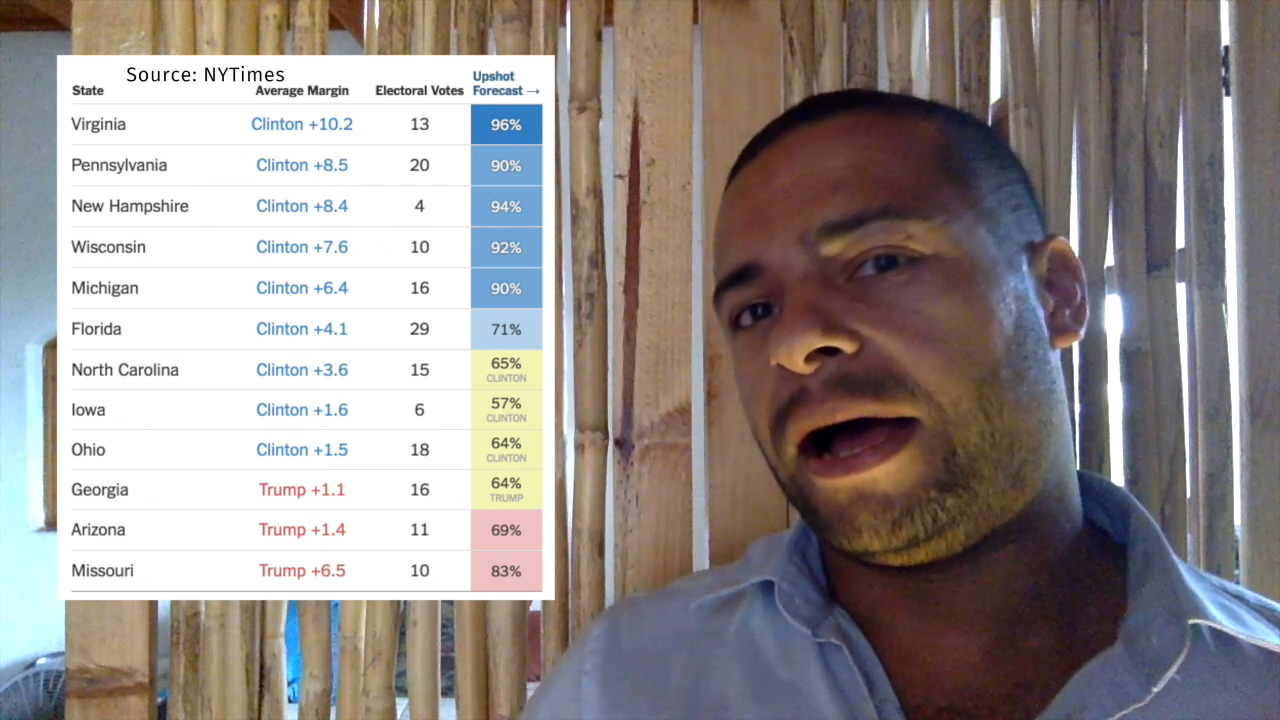 Source: NYTimes
State Average Margin Electoral Votes Upshot Forecast →
Virginia Clinton +10.2 13 96%
Pennsylvania Clinton +8.5 20 90%
New Hampshire Clinton +8.4 4 94%
Wisconsin Clinton +7.6 10 92%
Michigan Clinton +6.4 16 90%
Florida Clinton +4.1 29 71%
North Carolina Clinton +3.6 15 65% CLINTON
Iowa Clinton +1.6 6 57% CLINTON
Ohio Clinton +1.5 18 64% CLINTON
Georgia Trump +1.1 16 64% TRUMP
Arizona Trump +1.4 11 69%
Missouri Trump +6.5 10 83%